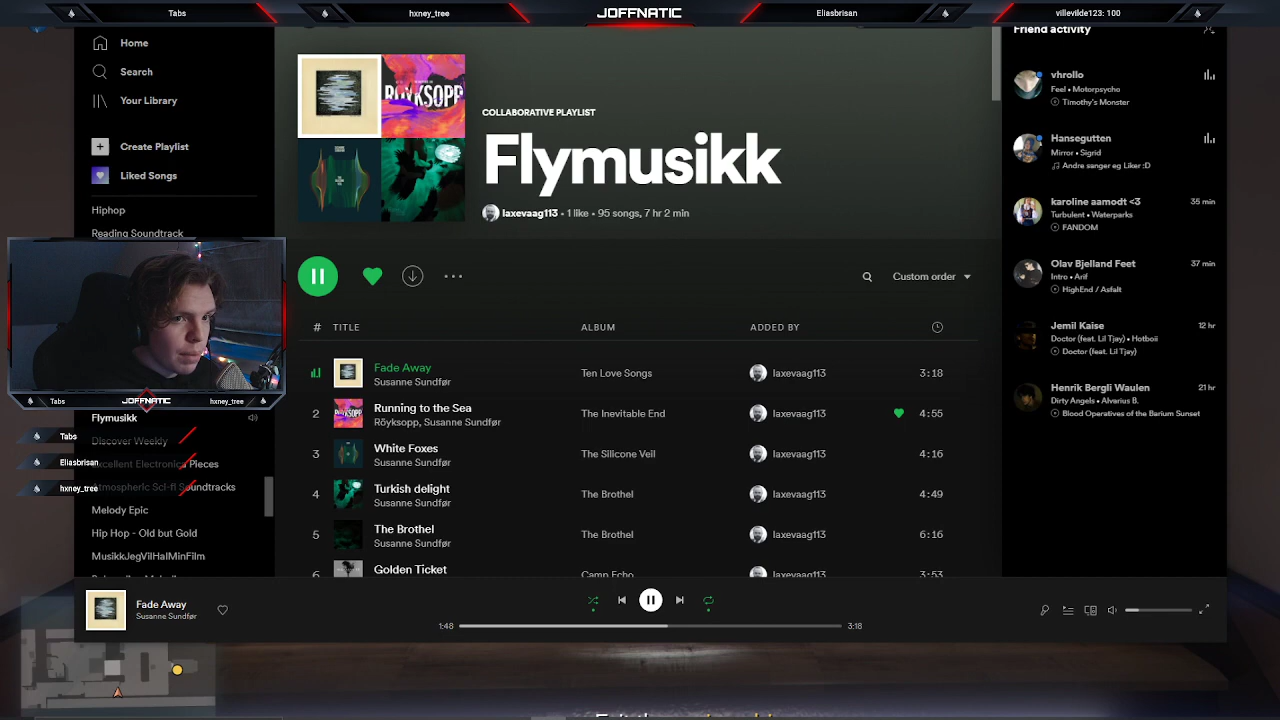 Tabs
hxney_tree
JOFFNATIC
Eliasbrisan
villevilde123: 100
Home
Search
Your Library
Create Playlist
Liked Songs
Hiphop
Reading Soundtrack
Tabs
JOFFNATIC
hxney_tree
Flymusikk
Discover Weekly
Tabs
Excellent Electronica Pieces
Eliasbrisan
Atmospheric Sci-fi Soundtracks
hxney_tree
Melody Epic
Hip Hop - Old but Gold
MusikkJegVilHaIMinFilm
RÖYKSOPP
COLLABORATIVE PLAYLIST
Flymusikk
laxevaag113 • 1 like • 95 songs, 7 hr 2 min
Custom order
# TITLE ALBUM ADDED BY
Fade Away Ten Love Songs laxevaag113 3:18
Susanne Sundfør
2 Running to the Sea The Inevitable End laxevaag113 4:55
Röyksopp, Susanne Sundfør
3 White Foxes The Silicone Veil laxevaag113 4:16
Susanne Sundfør
4 Turkish delight The Brothel laxevaag113 4:49
Susanne Sundfør
5 The Brothel The Brothel laxevaag113 6:16
Susanne Sundfør
6 Golden Ticket Camp Echo laxevaag113 3:53
Friend activity
vhrollo
Feel • Motorpsycho
Timothy's Monster
Hansegutten
Mirror • Sigrid
Andre sanger eg Liker :D
karoline aamodt <3 35 min
Turbulent • Waterparks
FANDOM
Olav Bjelland Feet 37 min
Intro • Arif
HighEnd / Asfalt
Jemil Kaise 12 hr
Doctor (feat. Lil Tjay) • Hotboii
Doctor (feat. Lil Tjay)
Henrik Bergli Waulen 21 hr
Dirty Angels • Alverius B.
Blood Operatives of the Barium Sunset
Fade Away
Susanne Sundfør
1:48
3:18